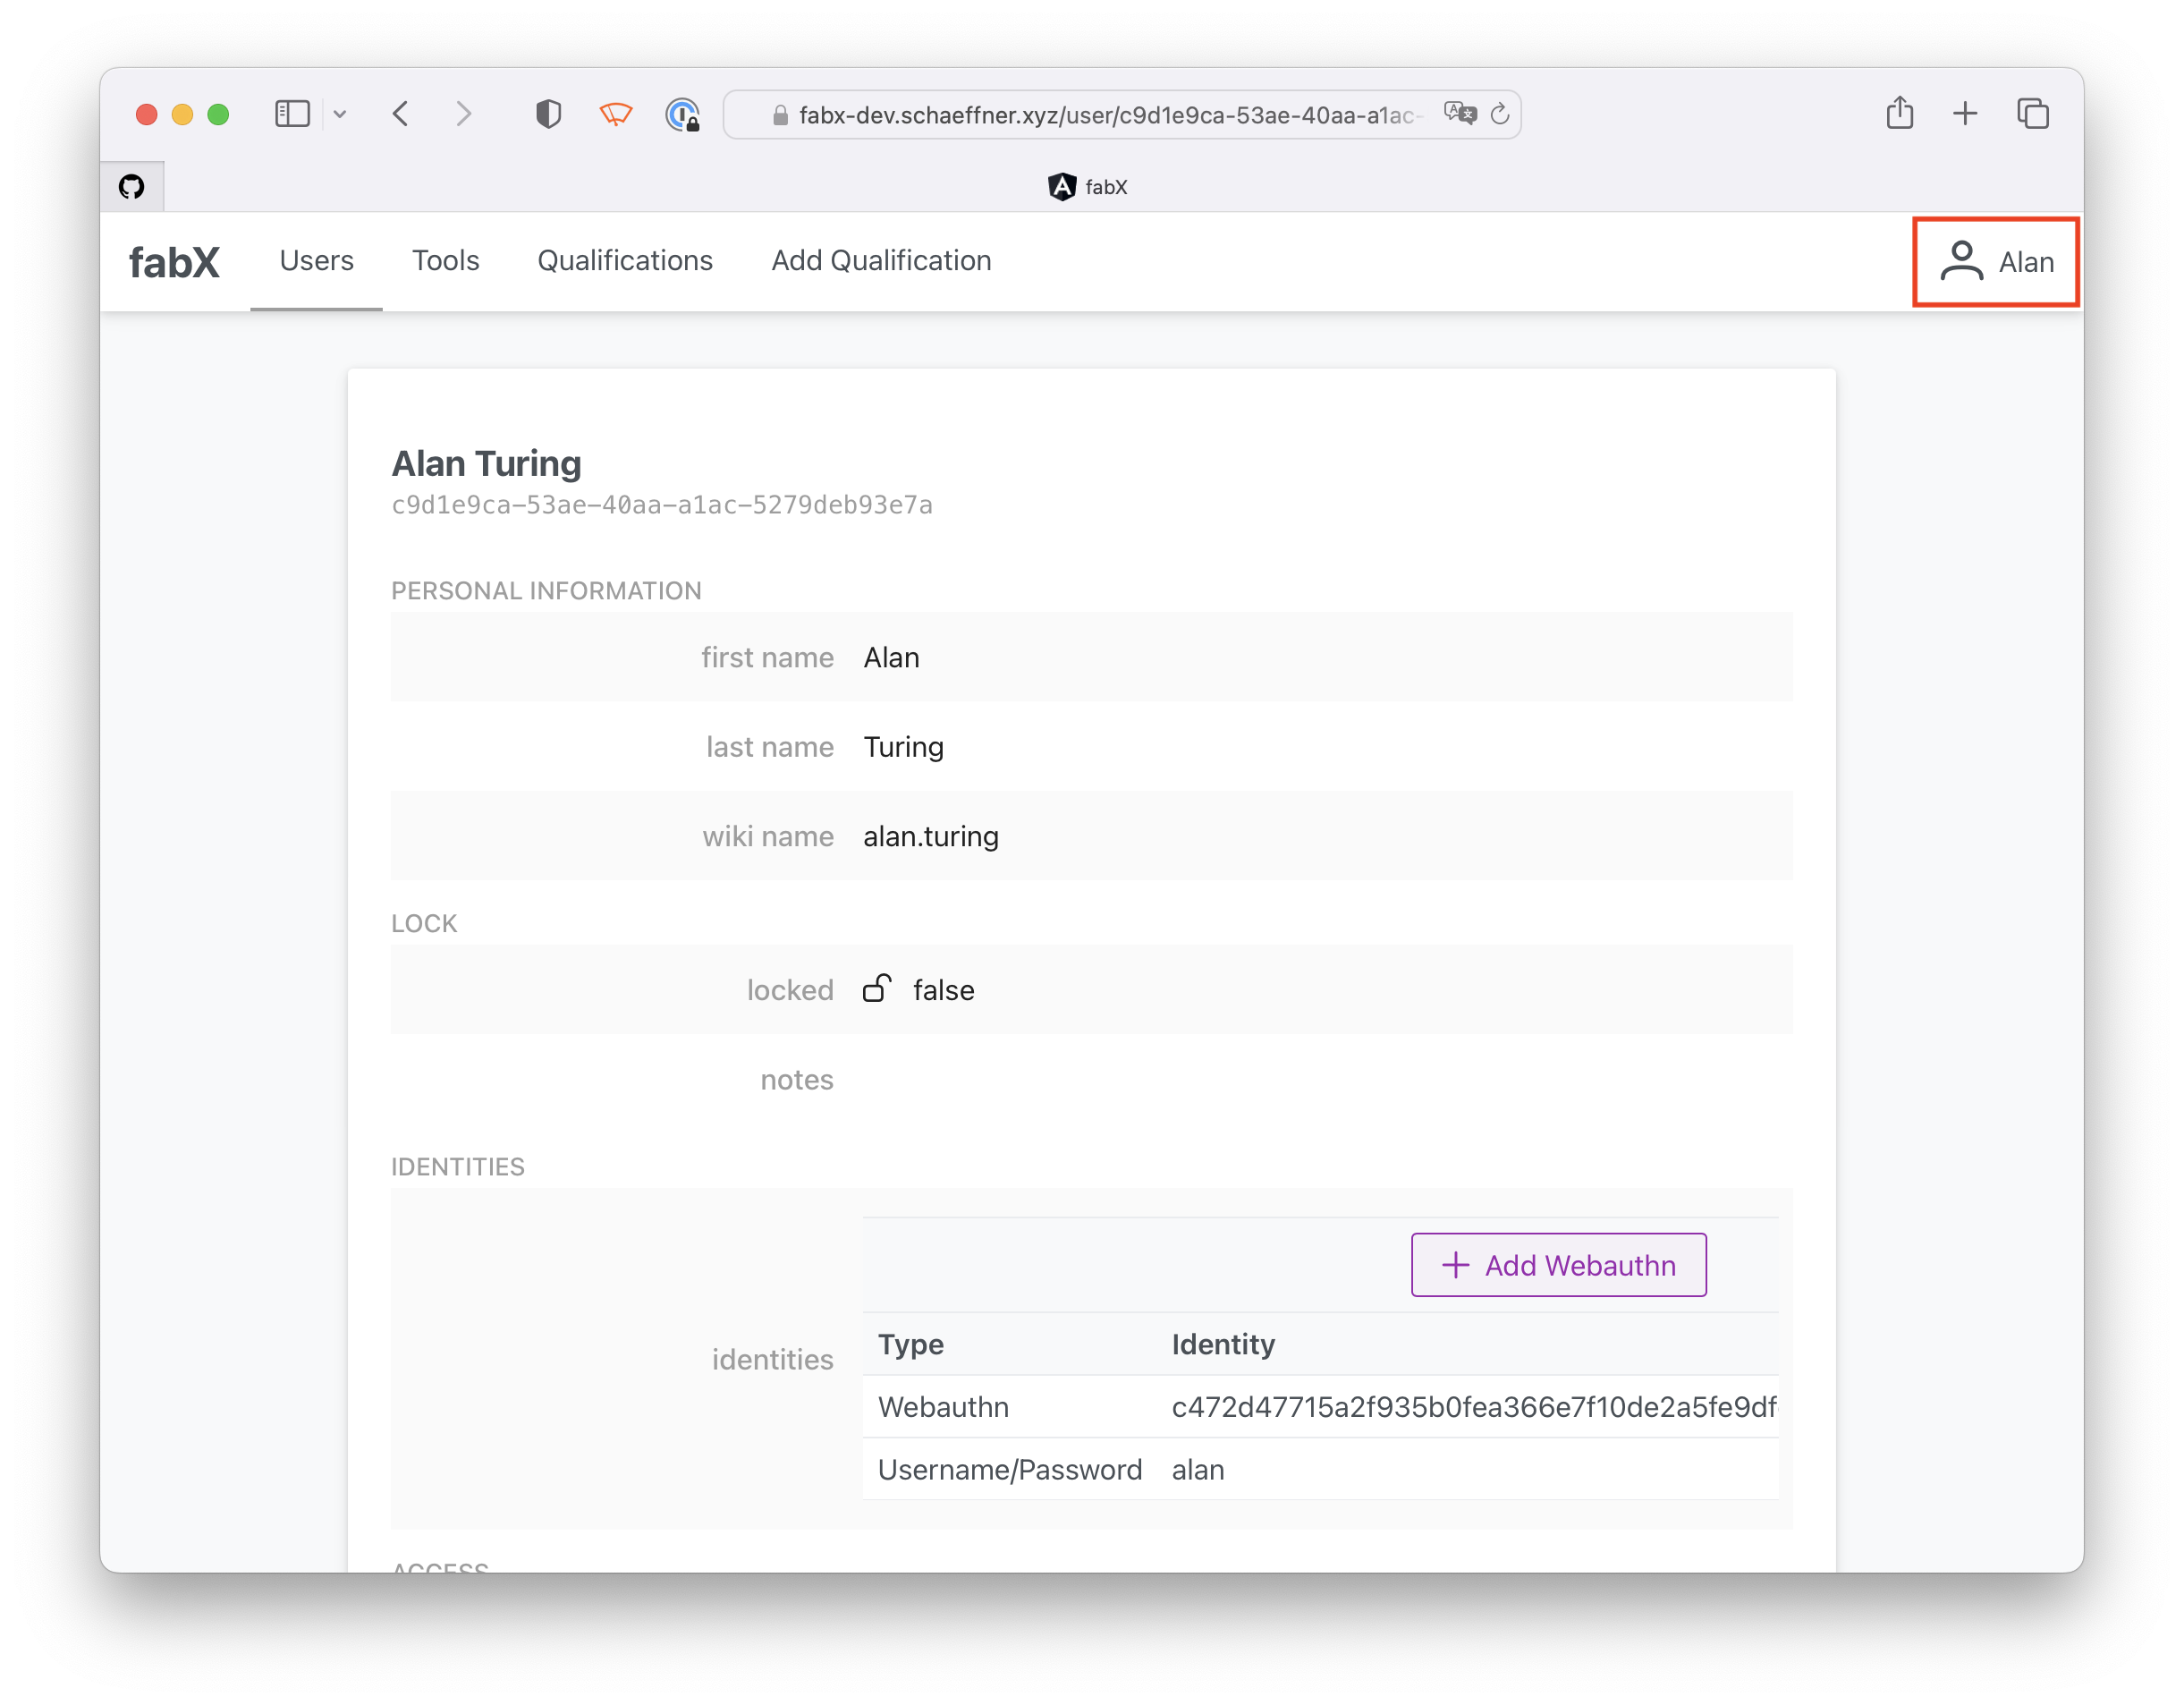 fabx-dev.schaeffner.xyz/user/c9d1e9ca-53ae-40aa-a1ac-
fabX
fabX Users Tools Qualifications Add Qualification Alan
Alan Turing
c9d1e9ca-53ae-40aa-a1ac-5279deb93e7a
PERSONAL INFORMATION
first name Alan
last name Turing
wiki name alan.turing
LOCK
locked false
notes
IDENTITIES
Add Webauthn
identities
Type Identity
Webauthn c472d47715a2f935b0fea366e7f10de2a5fe9df
Username/Password alan
ACCESS